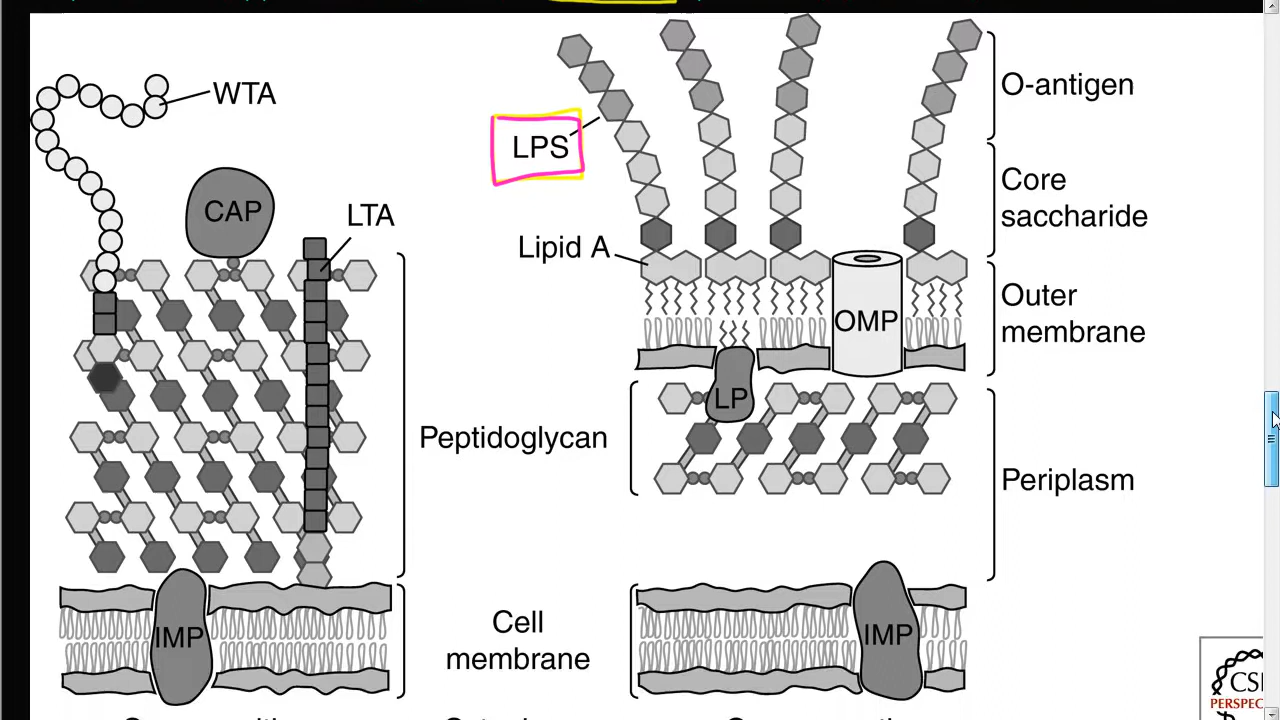 WTA
CAP
LTA
Peptidoglycan
IMP
Cell
membrane
LPS
Lipid A
O-antigen
Core
saccharide
Outer
membrane
OMP
LP
Periplasm
IMP